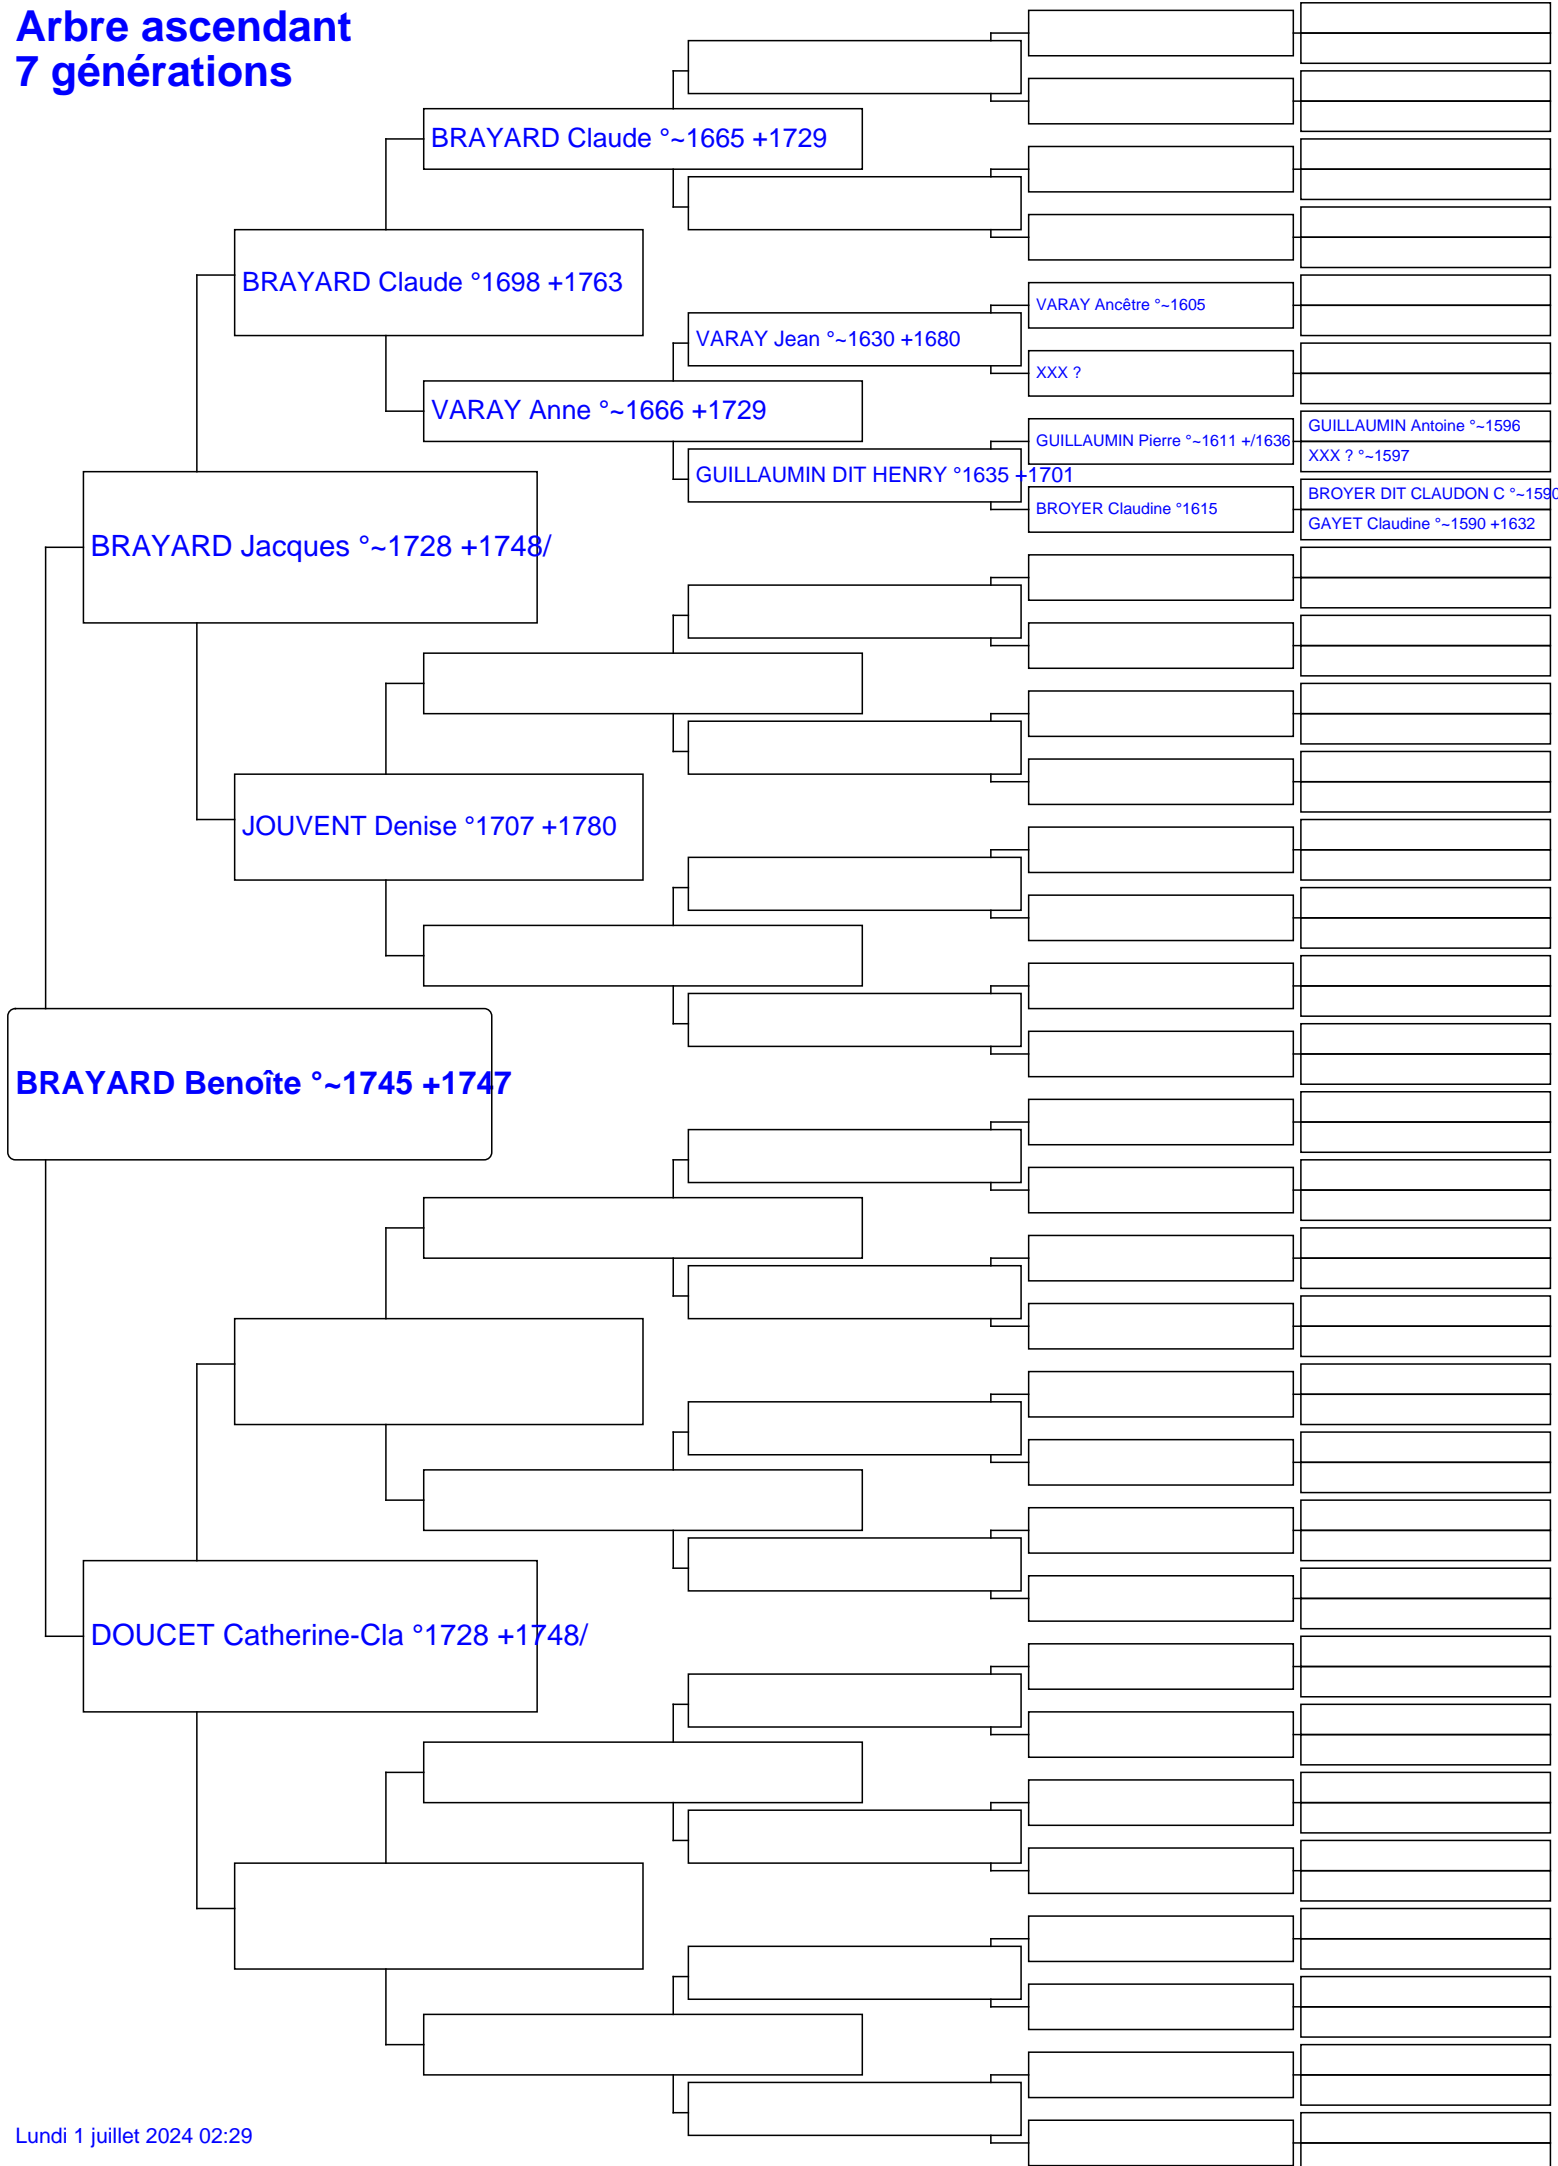 Arbre ascendant
7 générations
BRAYARD Claude °~1665 +1729
BRAYARD Claude °1698 +1763
VARAY Ancêtre °~1605
VARAY Jean °~1630 +1680
XXX ?
VARAY Anne °~1666 +1729
GUILLAUMIN Antoine °~1596
GUILLAUMIN Pierre °~1611 +/1636
XXX ? °~1597
GUILLAUMIN DIT HENRY °1635 +1701
BROYER DIT CLAUDON C °~1590
BROYER Claudine °1615
GAYET Claudine °~1590 +1632
BRAYARD Jacques °~1728 +1748/
JOUVENT Denise °1707 +1780
BRAYARD Benoîte °~1745 +1747
DOUCET Catherine-Cla °1728 +1748/
Lundi 1 juillet 2024 02:29